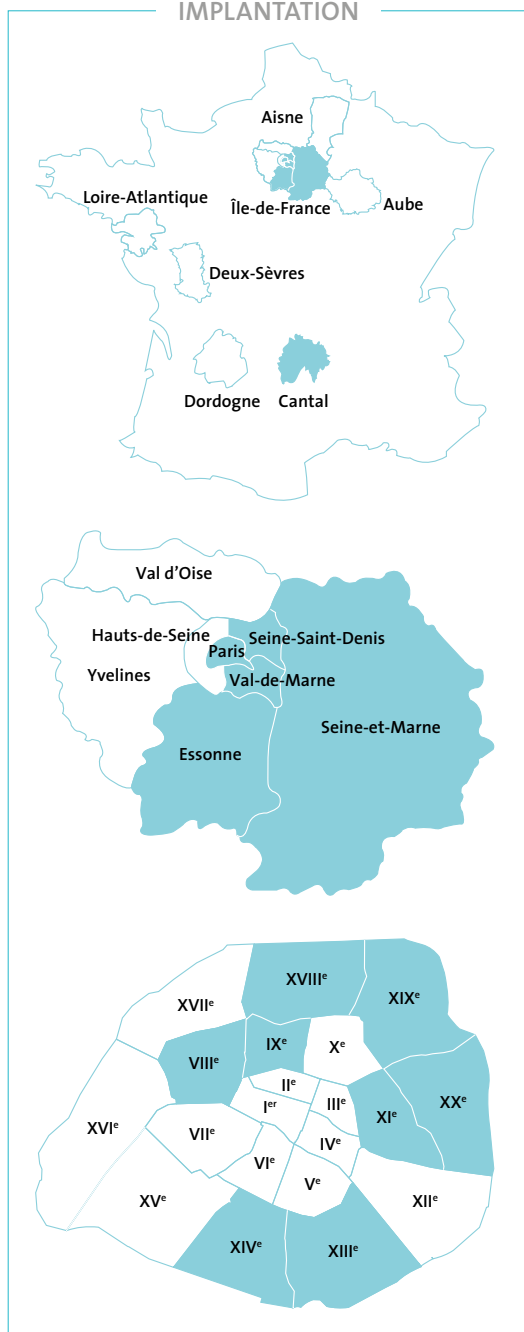 IMPLANTATION
Aisne
Loire-Atlantique
Île-de-France
Aube
Deux-Sèvres
Dordogne Cantal
Val d’Oise
Hauts-de-Seine
Seine-Saint-Denis
Paris
Yvelines
Val-de-Marne
Seine-et-Marne
Essonne
XVIIIᵉ
XIXᵉ
XVIIᵉ
IXᵉ
Xᵉ
VIIIᵉ
IIᵉ
Iᵉʳ
IIIᵉ
XIᵉ
XXᵉ
XVIᵉ
VIIᵉ
IVᵉ
VIᵉ
Vᵉ
XVᵉ
XIIᵉ
XIVᵉ
XIIIᵉ